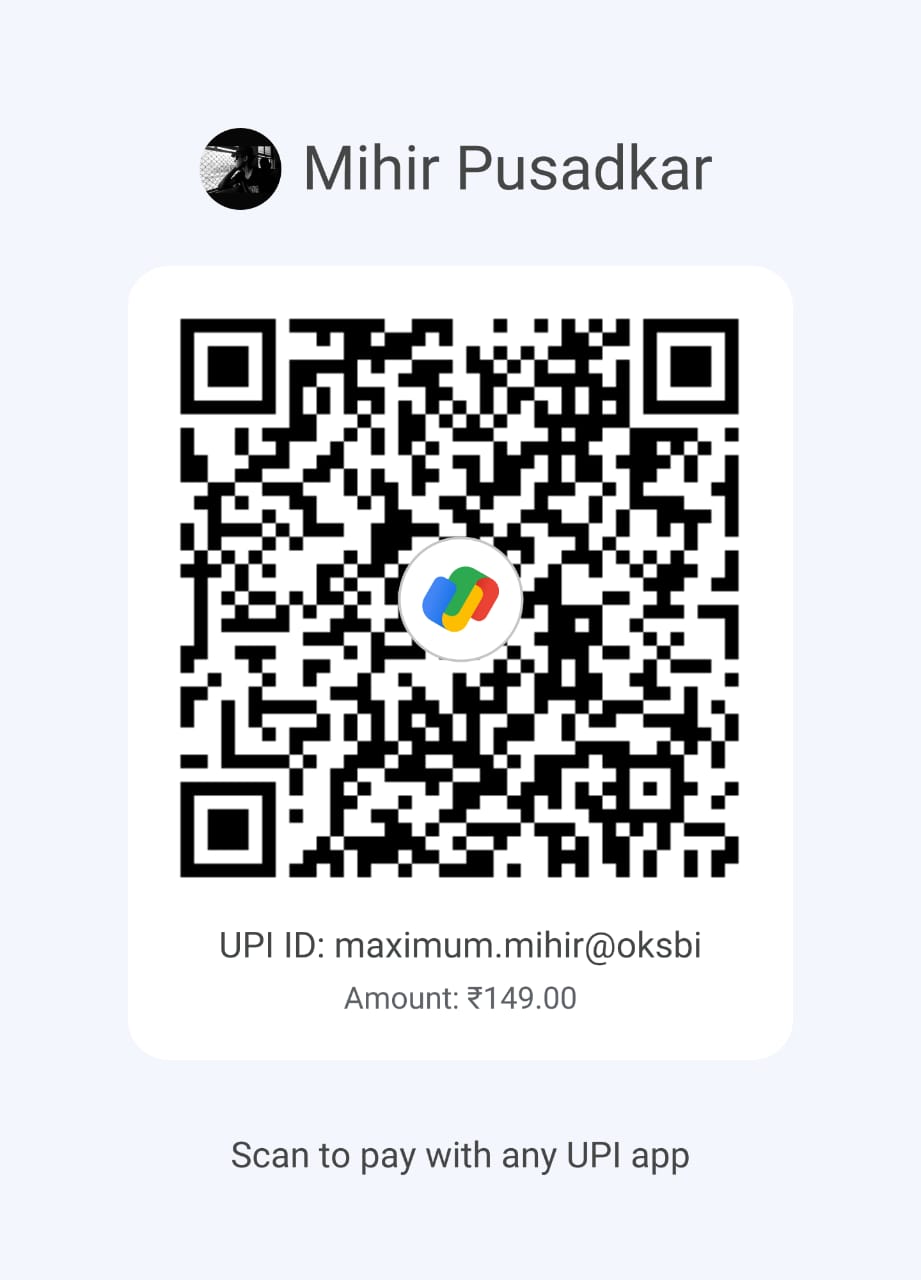 Mihir Pusadkar
UPI ID: maximum.mihir@oksbi
Amount: ₹149.00
Scan to pay with any UPI app